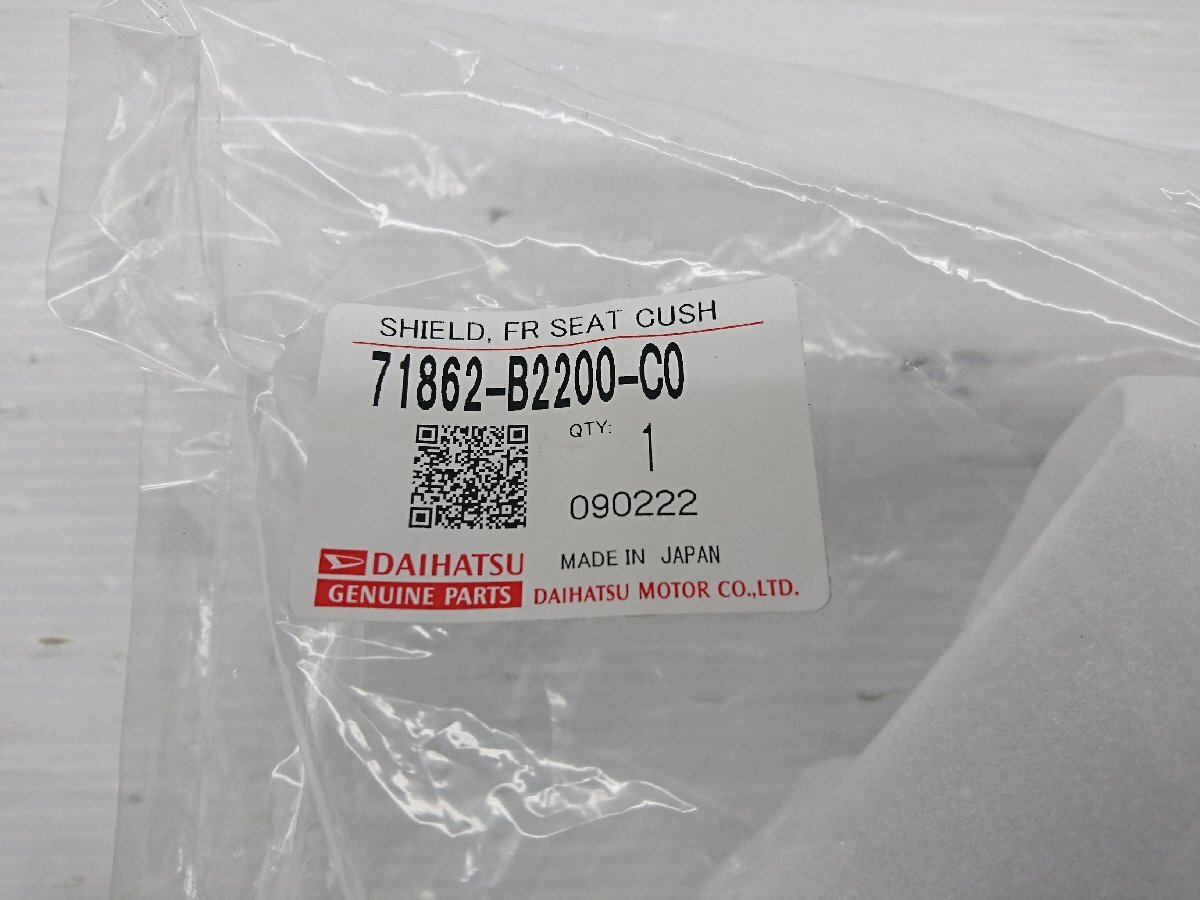 SHIELD, FR SEAT CUSH
71862-B2200-C0
QTY: 1
090222
DAIHATSU MADE IN JAPAN
GENUINE PARTS DAIHATSU MOTOR CO.,LTD.